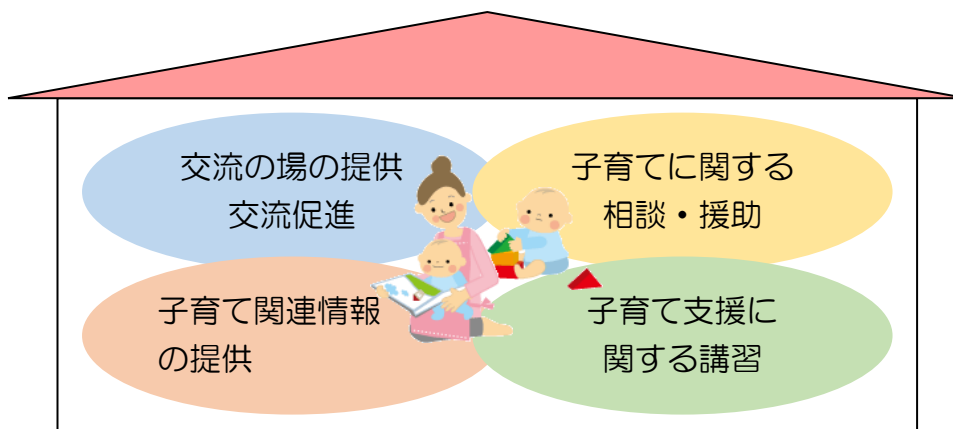 交流の場の提供
交流促進
子育てに関する
相談・援助
子育て関連情報
の提供
子育て支援に
関する講習